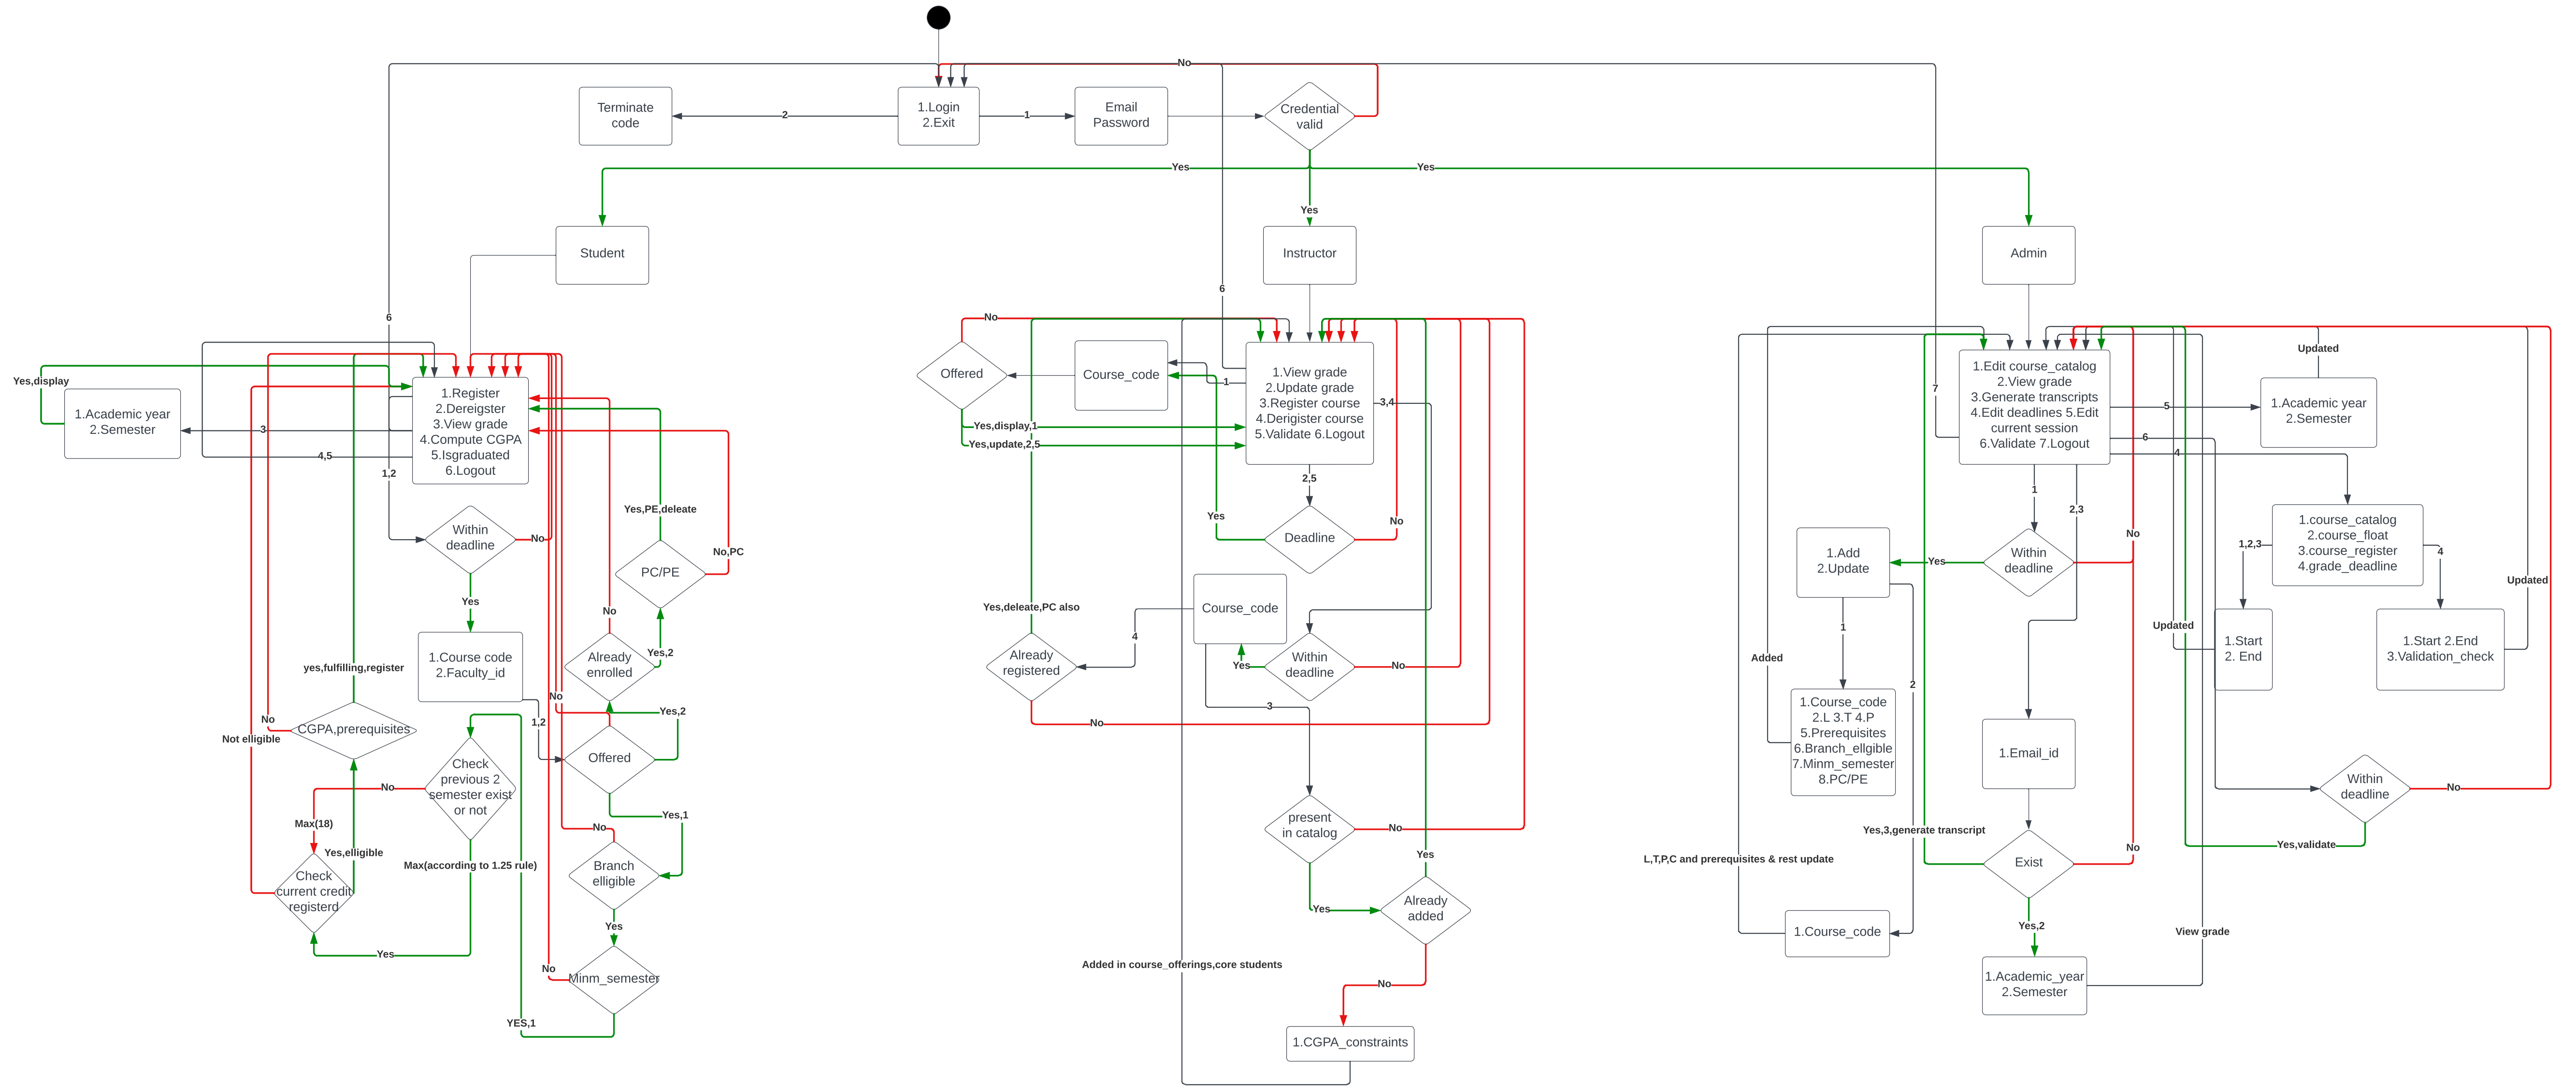 No
Terminate
code
2
1.Login
2.Exit
1
Email
Password
Credential
valid
Yes
Yes
Yes
Student
Instructor
Admin
6
6
7
No
Offered
Course_code
1
1.View grade
2.Update grade
3.Register course
4.Derigister course
5.Validate 6.Logout
3,4
Yes,display,1
Yes,update,2,5
2,5
Yes
Deadline
No
Yes,display
1.Academic year
2.Semester
3
4,5
1,2
1.Register
2.Dereigster
3.View grade
4.Compute CGPA
5.Isgraduated
6.Logout
Within
deadline
No
Yes
Yes,PE,deleate
No,PC
PC/PE
No
Already
enrolled
Yes,2
1.Course code
2.Faculty_id
1,2
No
Yes,2
Offered
Yes,1
yes,fulfilling,register
No
Not elligible
CGPA,prerequisites
Check
previous 2
semester exist
or not
No
Max(18)
Yes,elligible
Max(according to 1.25 rule)
Check
current credit
registerd
Yes
No
Branch
elligible
Yes
No
Minm_semester
YES,1
Course_code
Yes,deleate,PC also
4
Already
registered
Yes
Within
deadline
No
3
No
present
in catalog
No
Yes
Yes
Already
added
Added in course_offerings,core students
No
1.CGPA_constraints
1.Edit course_catalog
2.View grade
3.Generate transcripts
4.Edit deadlines 5.Edit
current session
6.Validate 7.Logout
Updated
5
1.Academic year
2.Semester
6
4
1
2,3
No
1.course_catalog
2.course_float
3.course_register
4.grade_deadline
1,2,3
4
Updated
1.Add
2.Update
Yes
Within
deadline
Updated
1.Start
2. End
1.Start 2.End
3.Validation_check
1
Added
2
1.Course_code
2.L 3.T 4.P
5.Prerequisites
6.Branch_ellgible
7.Minm_semester
8.PC/PE
1.Email_id
Within
deadline
No
Yes,3,generate transcript
No
Yes,validate
L,T,P,C and prerequisites & rest update
Exist
Yes,2
View grade
1.Course_code
1.Academic_year
2.Semester